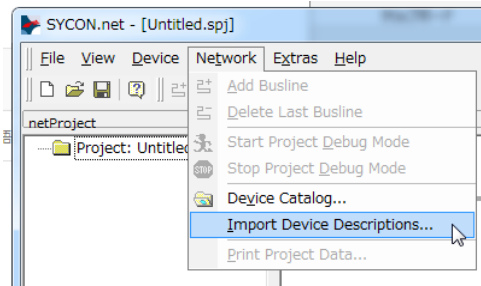 SYCON.net - [Untitled.spj]
File View Device Network Extras Help
Add Busline
Delete Last Busline
netProject
Project: Untitled
Start Project Debug Mode
STOP Stop Project Debug Mode
Device Catalog...
Import Device Descriptions...
Print Project Data...